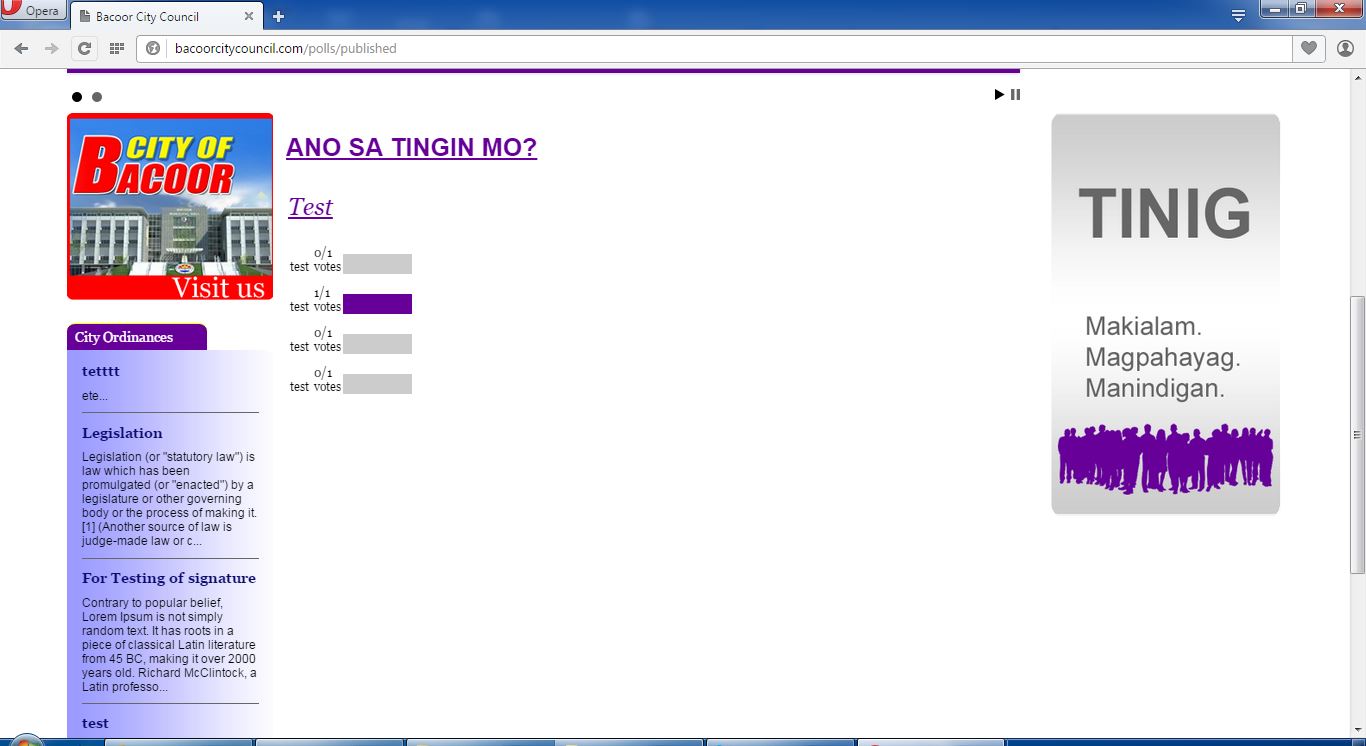 Opera
Bacoor City Council
bacoorcitycouncil.com/polls/published
CITY OF
BACOOR
Visit us
City Ordinances
tetttt
ete...
Legislation
Legislation (or "statutory law") is
law which has been
promulgated (or "enacted") by a
legislature or other governing
body or the process of making it.
[1] (Another source of law is
judge-made law or c...
For Testing of signature
Contrary to popular belief,
Lorem Ipsum is not simply
random text. It has roots in a
piece of classical Latin literature
from 45 BC, making it over 2000
years old. Richard McClintock, a
Latin professo...
test
ANO SA TINGIN MO?
Test
0/1
test votes
1/1
test votes
0/1
test votes
0/1
test votes
TINIG
Makialam.
Magpahayag.
Manindigan.